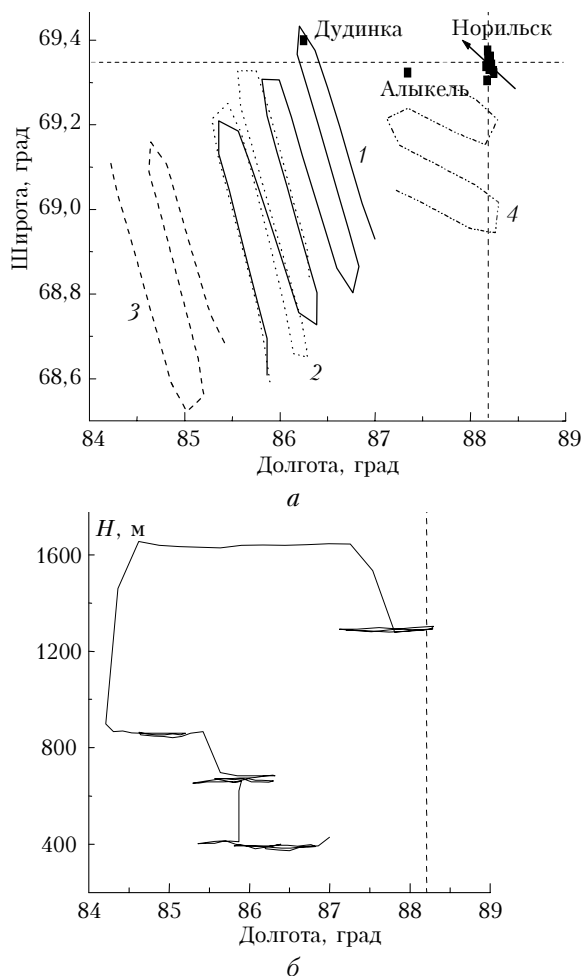 а
69,4
69,2
69,0
68,8
68,6
Широта, град
Дудинка
Норильск
Алыкель
1
2
3
4
84 85 86 87 88 89
Долгота, град
а
H, м
1600
1200
800
400
84 85 86 87 88 89
Долгота, град
б